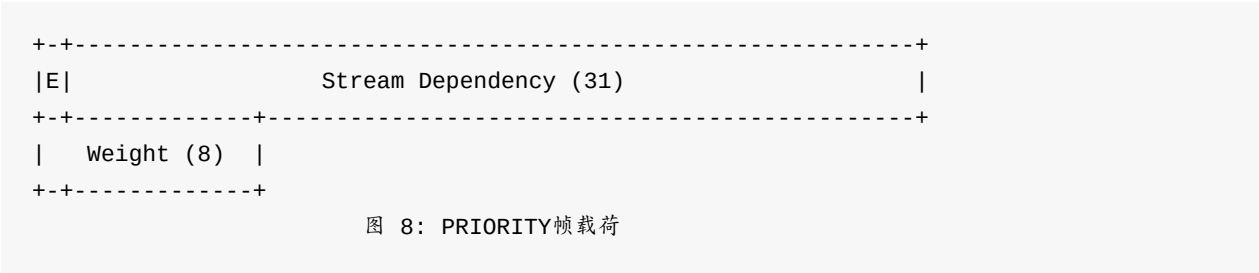 +-+-------------------------------------------------------------+
|E|                  Stream Dependency (31)                     |
+-+-------------+-----------------------------------------------+
|   Weight (8)  |
+-+-------------+
图 8: PRIORITY帧载荷